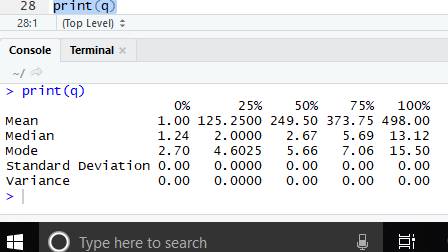 28 print(q)
28:1 (Top Level)
Console Terminal
~/
> print(q)
0% 25% 50% 75% 100%
Mean 1.00 125.2500 249.50 373.75 498.00
Median 1.24 2.0000 2.67 5.69 13.12
Mode 2.70 4.6025 5.66 7.06 15.50
Standard Deviation 0.00 0.0000 0.00 0.00 0.00
Variance 0.00 0.0000 0.00 0.00 0.00
>
Type here to search